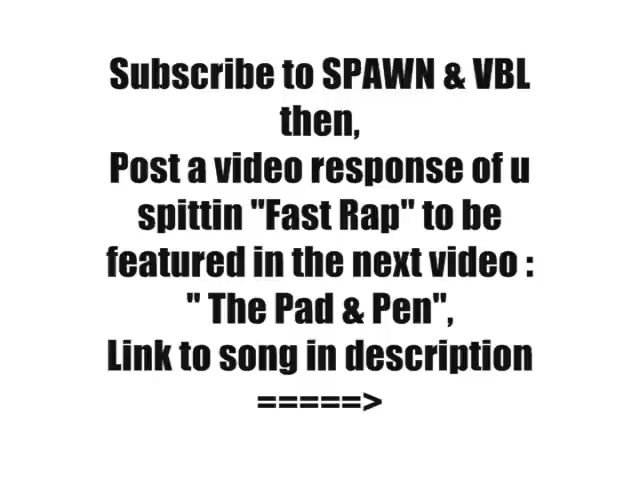 Subscribe to SPAWN & VBL
then,
Post a video response of u
spittin "Fast Rap" to be
featured in the next video :
" The Pad & Pen",
Link to song in description
=====>